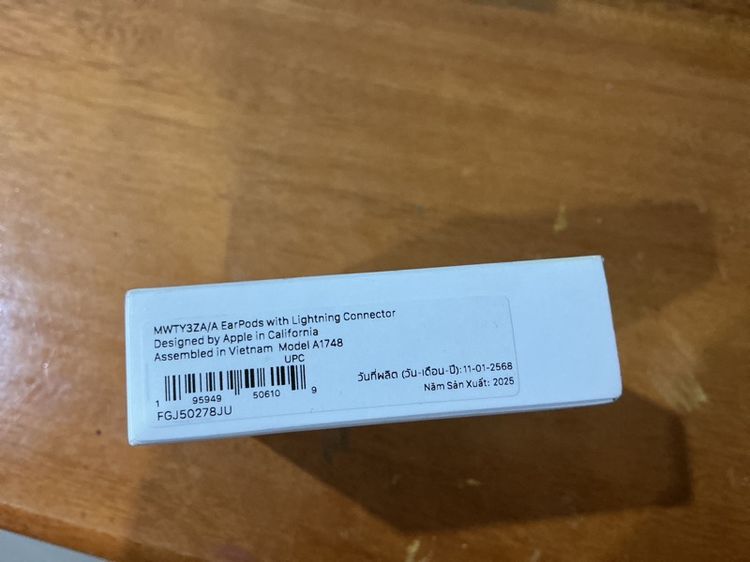 MWTY3ZA/A EarPods with Lightning Connector
Designed by Apple in California
Assembled in Vietnam Model A1748
UPC
1 95949 50610 9
FGJ50278JU
วันที่ผลิต (วัน-เดือน-ปี): 11-01-2568
Năm Sản Xuất: 2025